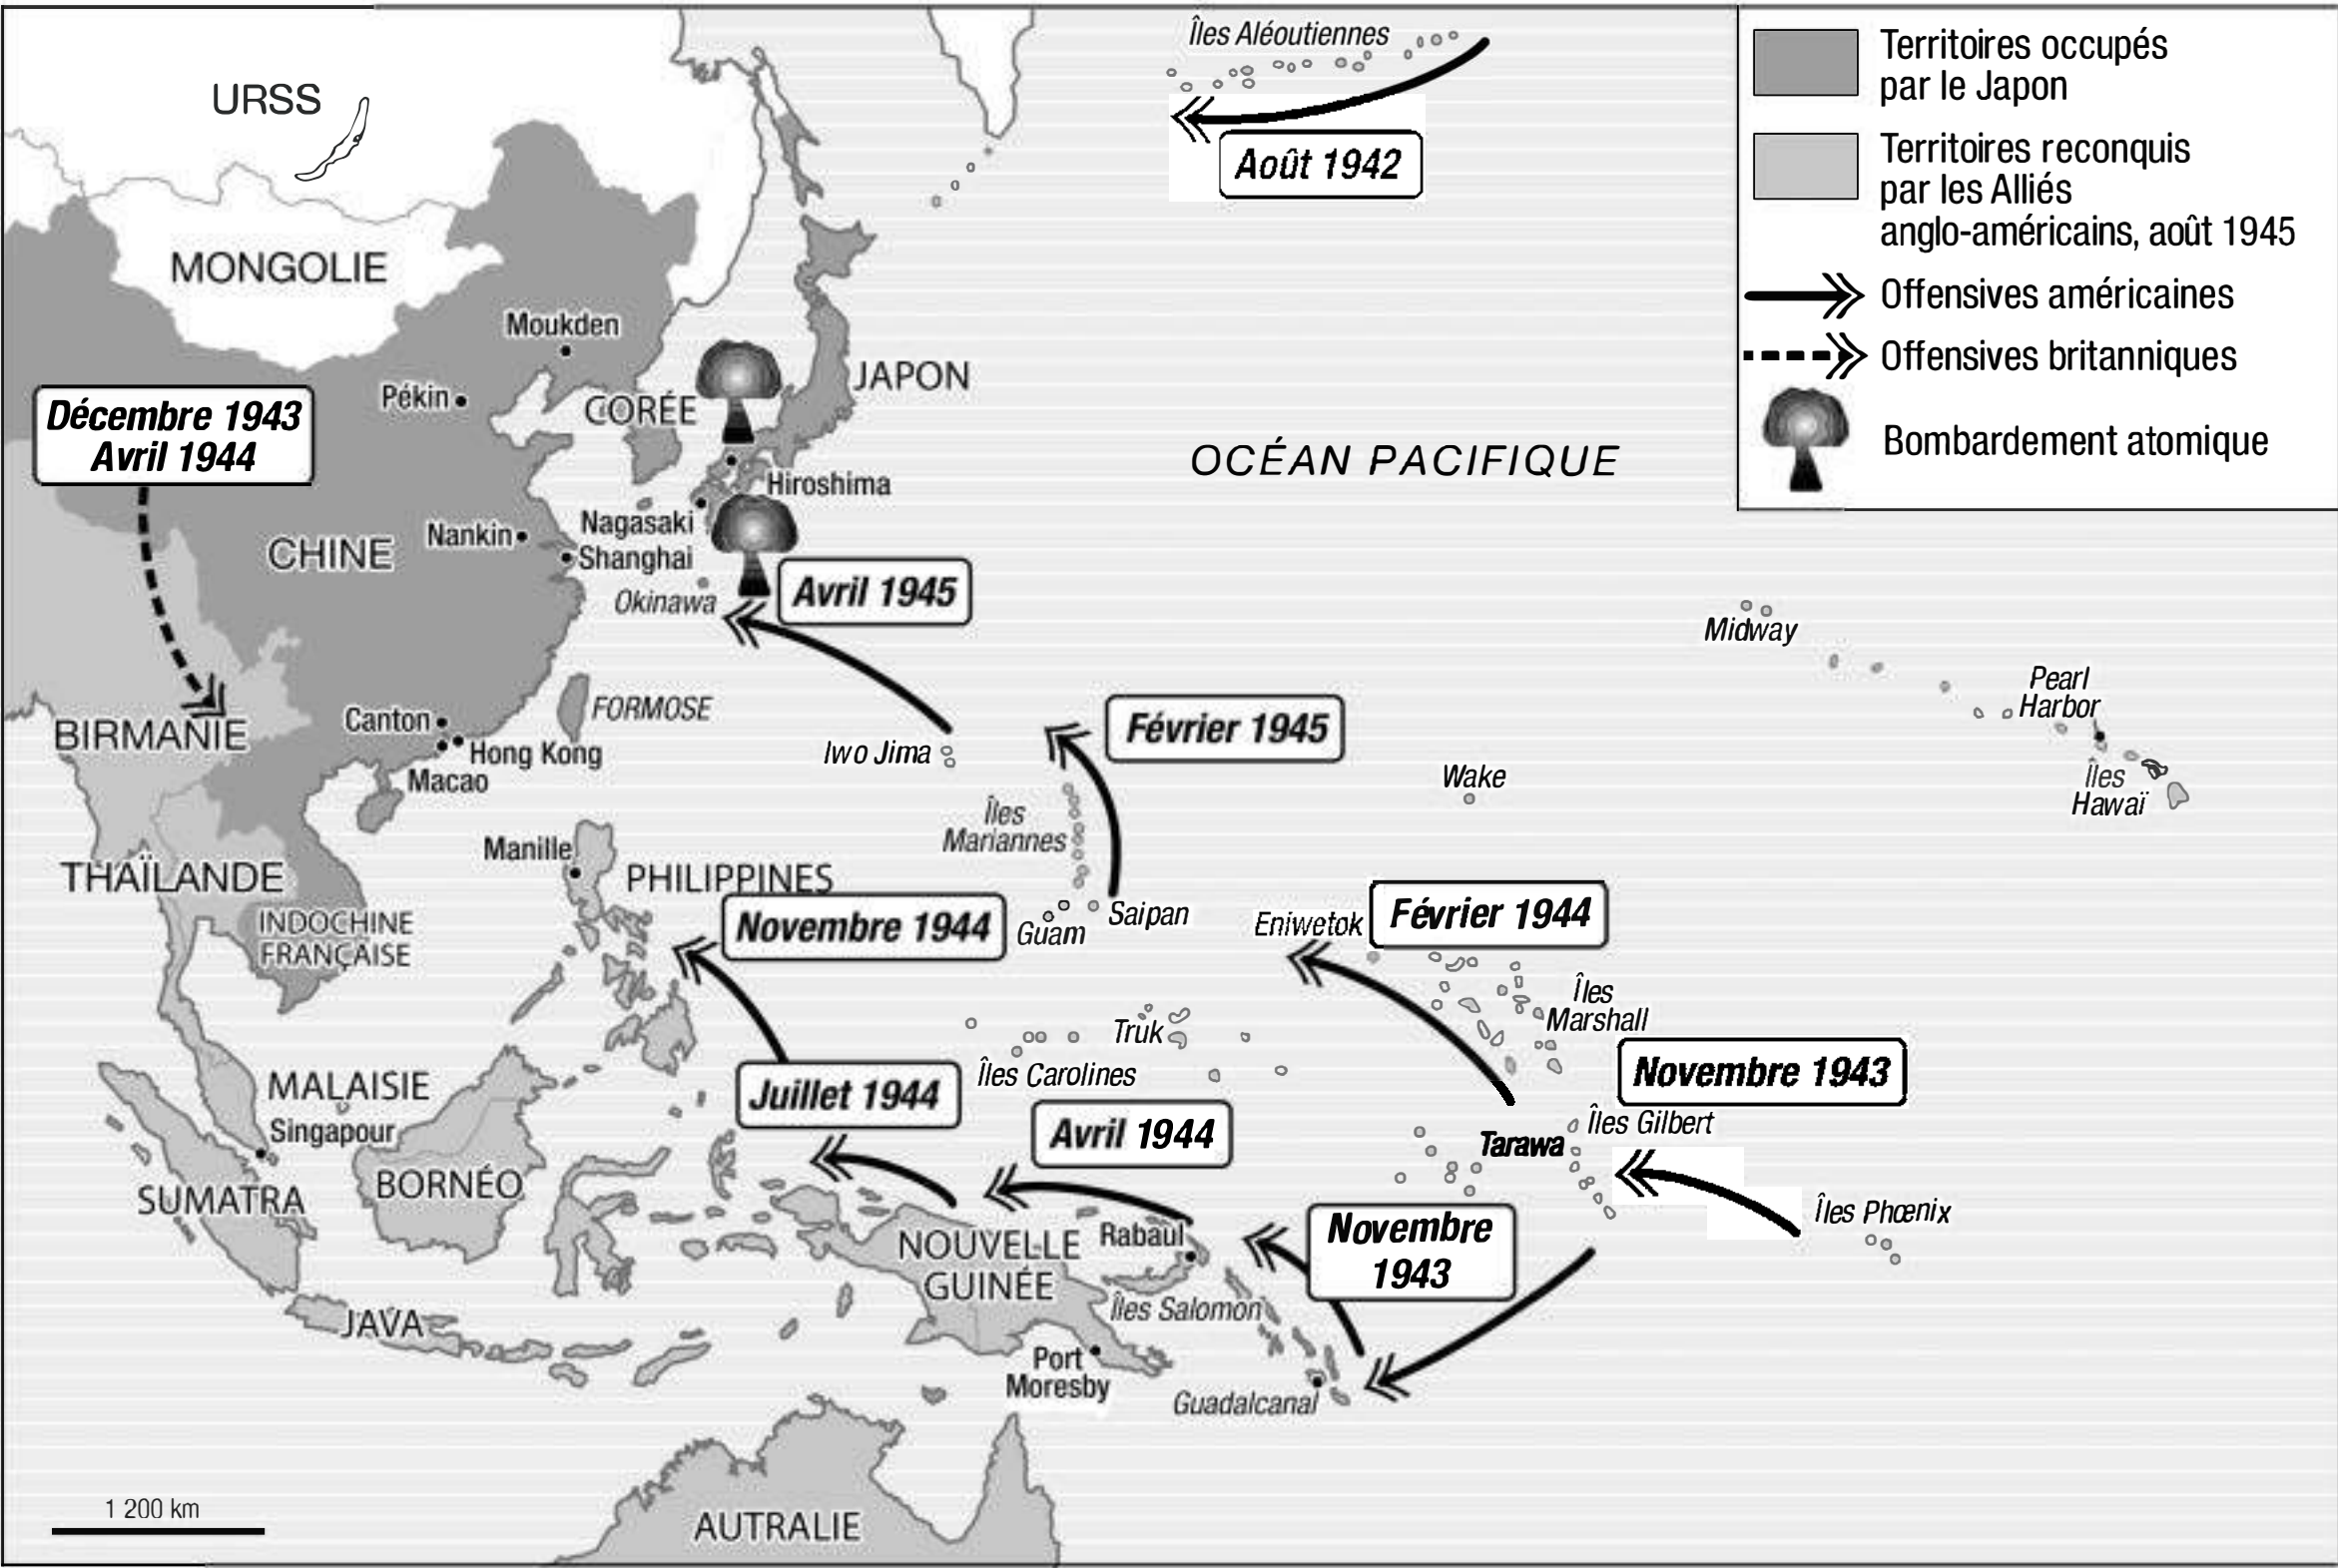 Îles Aléoutiennes
Août 1942
URSS
MONGOLIE
Moukden
Pékin
CORÉE
JAPON
Décembre 1943
Avril 1944
OCÉAN PACIFIQUE
Hiroshima
Nagasaki
Nankin
Shanghai
CHINE
Okinawa
Avril 1945
Midway
Pearl
Harbor
Îles
Hawaï
FORMOSE
Canton
Hong Kong
Macao
BIRMANIE
Iwo Jima
Février 1945
Wake
Îles
Mariannes
Manille
PHILIPPINES
THAÏLANDE
INDOCHINE
FRANÇAISE
Novembre 1944
Guam
Saipan
Eniwetok
Février 1944
Îles
Marshall
Truk
Îles Carolines
Novembre 1943
MALAISIE
Singapour
Juillet 1944
Avril 1944
Îles Gilbert
Tarawa
SUMATRA
BORNÉO
Îles Phœnix
NOUVELLE
GUINÉE
Rabaul
Novembre
1943
Îles Salomon
JAVA
Port
Moresby
Guadalcanal
AUTRALIE
1 200 km
Territoires occupés
par le Japon
Territoires reconquis
par les Alliés
anglo-américains, août 1945
Offensives américaines
Offensives britanniques
Bombardement atomique